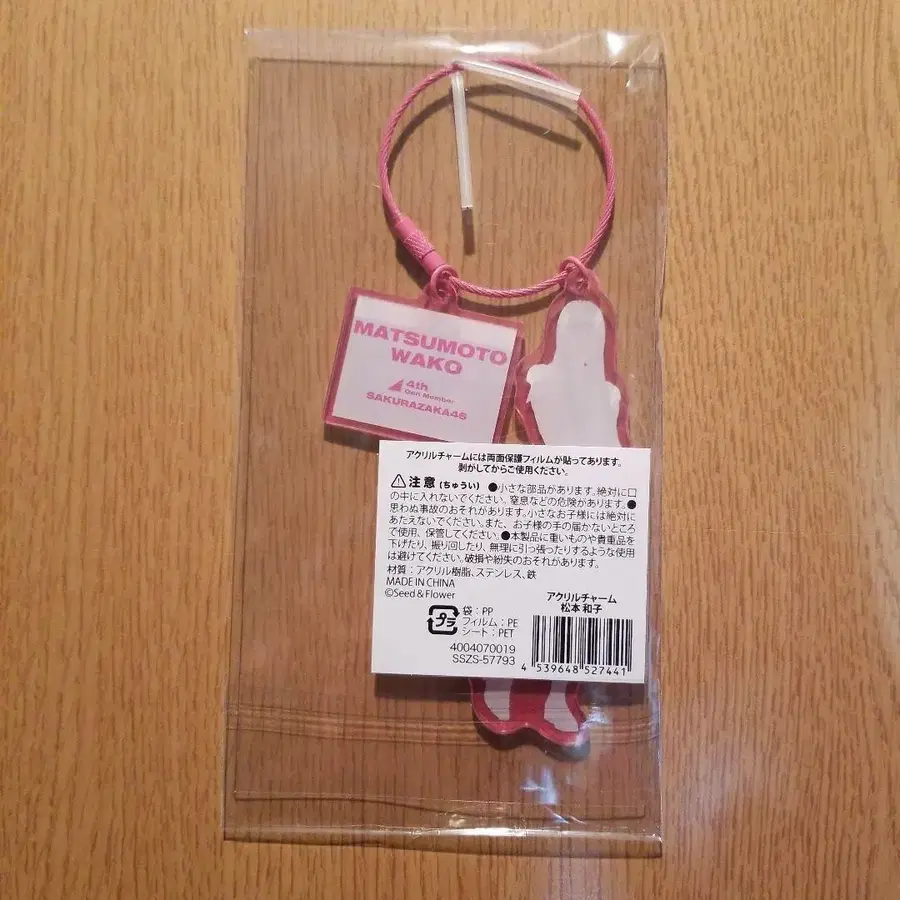 MATSUMOTO
WAKO
4th
Gen Member
SAKURAZAKA46
アクリルチャームには両面保護フィルムが貼ってあります。
剥がしてからご使用ください。
⚠注意(ちゅうい) ●小さな部品があります。絶対に口
の中に入れないでください。窒息などの危険があります。●
思わぬ事故のおそれがあります。小さなお子様には絶対に
あたえないでください。また、お子様の手の届かないところ
で使用、保管してください。●本製品に重いものや貴重品を
下げたり、振り回したり、無理に引っ張ったりするような使用
は避けてください。破損や紛失のおそれがあります。
材質:アクリル樹脂、ステンレス、鉄
MADE IN CHINA
©Seed & Flower
プラ
袋:PP
フィルム:PE
シート:PET
4004070019
SSZS-57793
アクリルチャーム
松本 和子
4 539648 527441